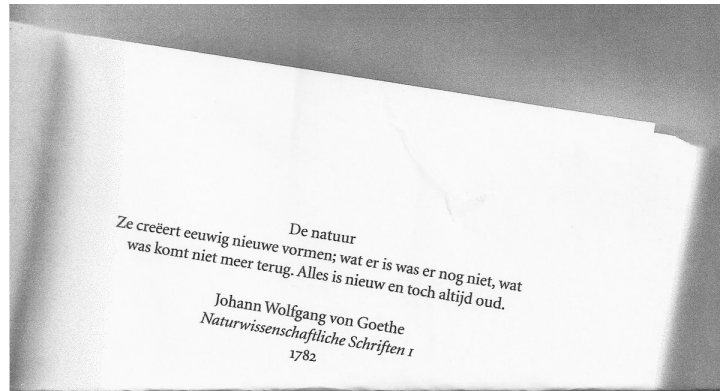 De natuur
Ze creëert eeuwig nieuwe vormen; wat er is was er nog niet, wat
was komt niet meer terug. Alles is nieuw en toch altijd oud.
Johann Wolfgang von Goethe
Naturwissenschaftliche Schriften I
1782